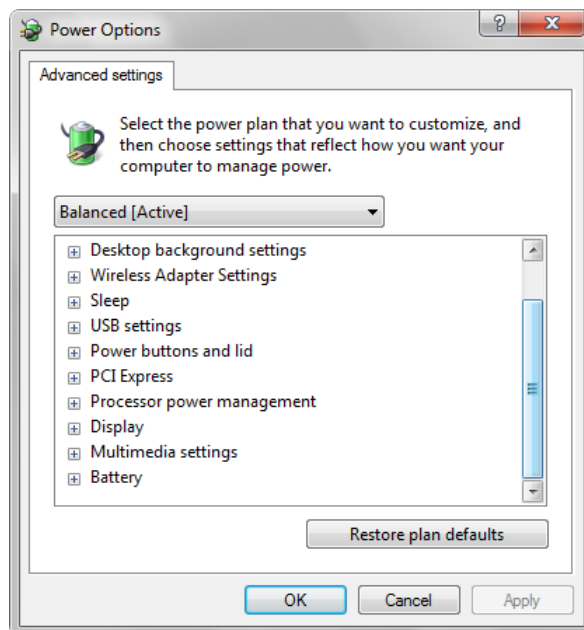 Power Options
Advanced settings
Select the power plan that you want to customize, and
then choose settings that reflect how you want your
computer to manage power.
Balanced [Active]
Desktop background settings
Wireless Adapter Settings
Sleep
USB settings
Power buttons and lid
PCI Express
Processor power management
Display
Multimedia settings
Battery
Restore plan defaults
OK Cancel Apply